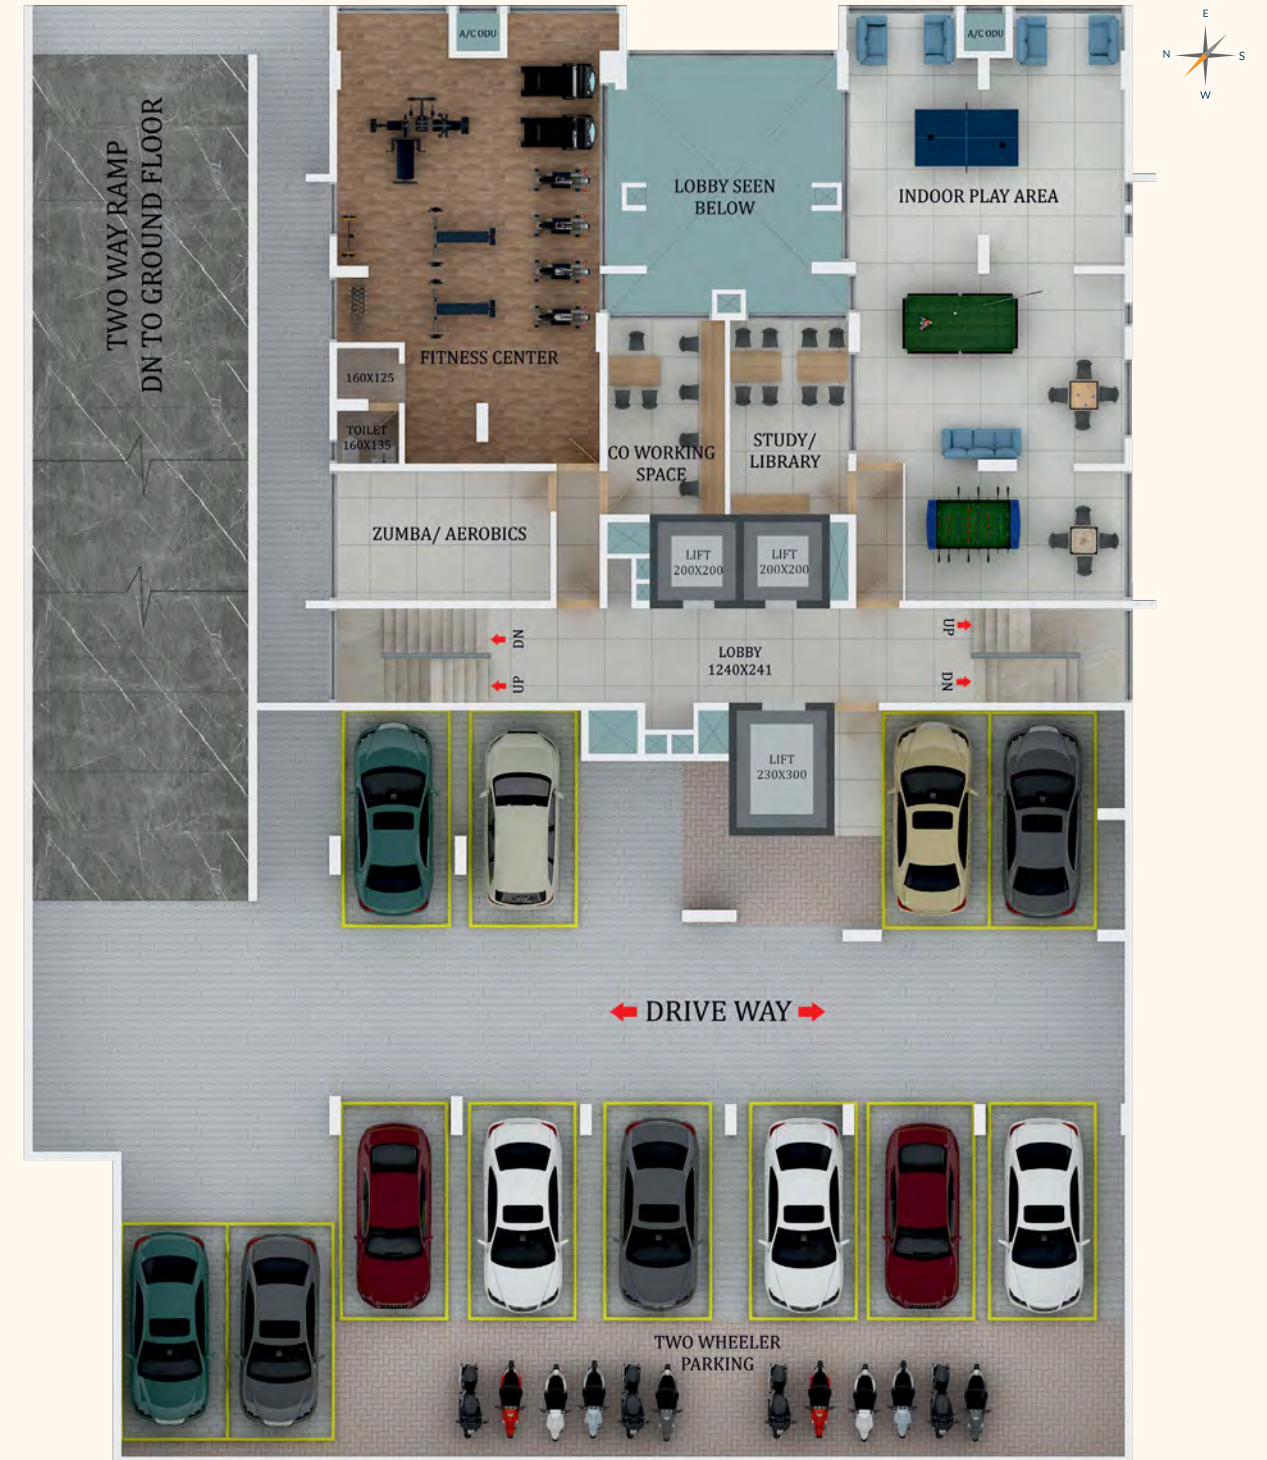 E
N
S
W
A/C ODU
A/C ODU
TWO WAY RAMP
DN TO GROUND FLOOR
LOBBY SEEN
BELOW
INDOOR PLAY AREA
FITNESS CENTER
160X125
TOILET
160X135
CO WORKING
SPACE
STUDY/
LIBRARY
ZUMBA/ AEROBICS
LIFT
200X200
LIFT
200X200
DN
UP
LOBBY
1240X241
UP
DN
LIFT
230X300
DRIVE WAY
TWO WHEELER
PARKING